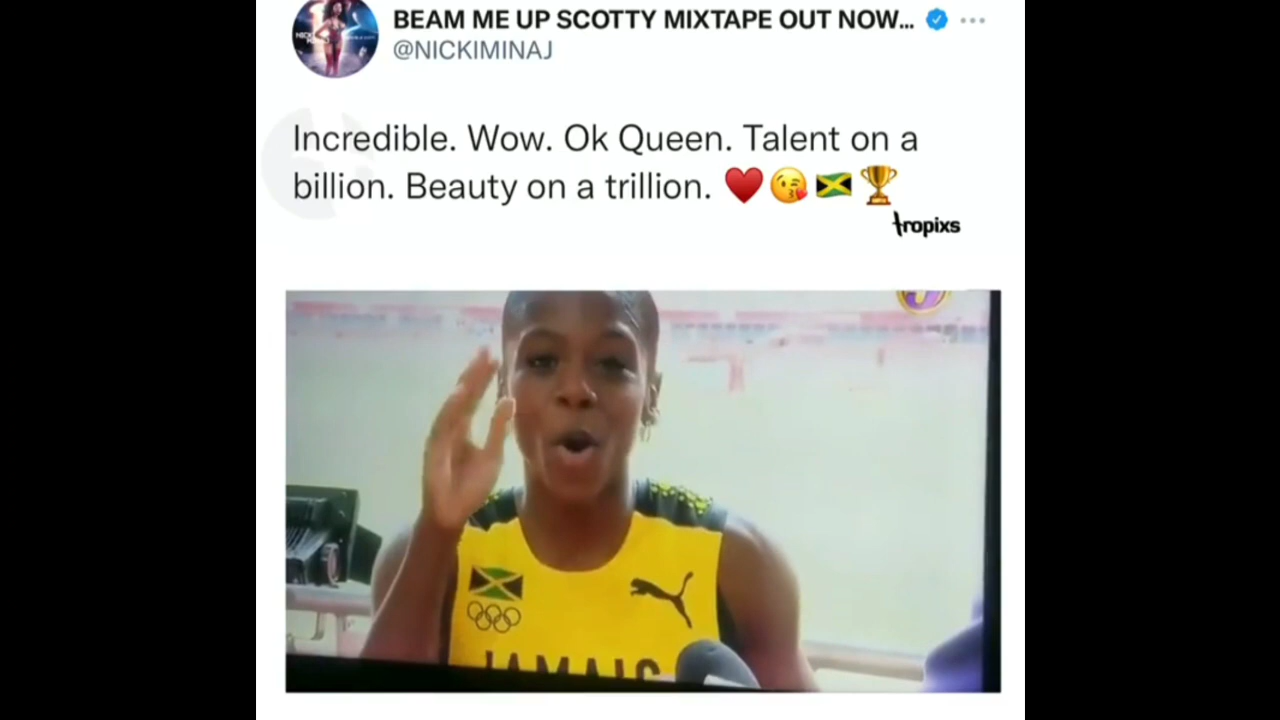 BEAM ME UP SCOTTY MIXTAPE OUT NOW...
@NICKIMINAJ
Incredible. Wow. Ok Queen. Talent on a
billion. Beauty on a trillion. ♥️😘🇯🇲🏆
tropixs
JAMAIC